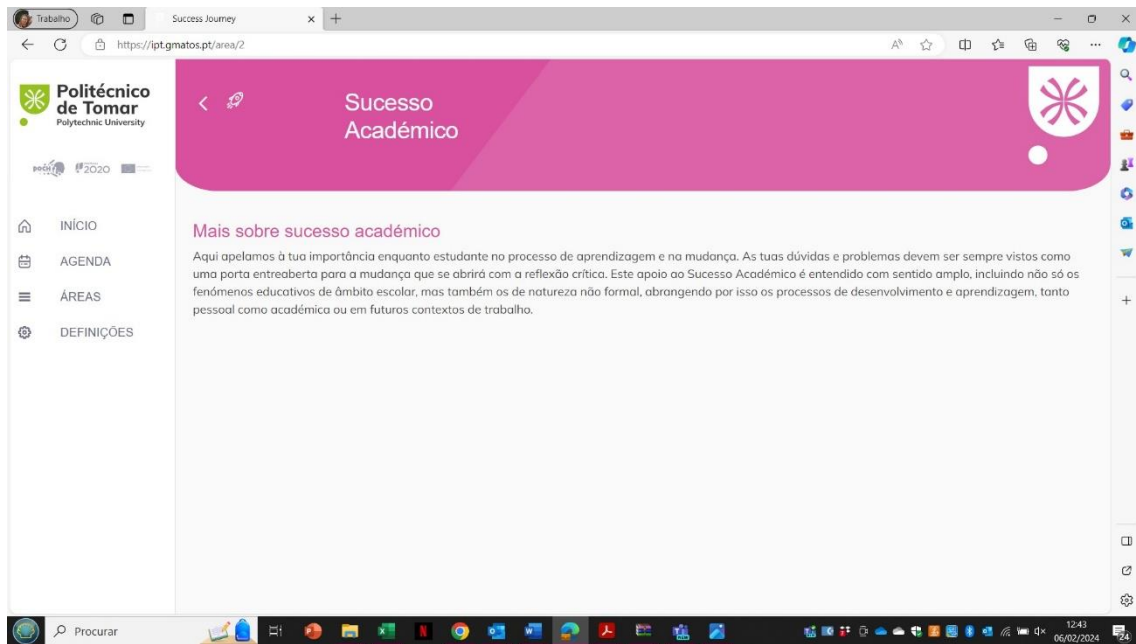 Trabalho
Success Journey
https://ipt.gmatos.pt/area/2
Politécnico
de Tomar
Polytechnic University
POCH
2020
Sucesso
Académico
INÍCIO
AGENDA
ÁREAS
DEFINIÇÕES
Mais sobre sucesso académico
Aqui apelamos à tua importância enquanto estudante no processo de aprendizagem e na mudança. As tuas dúvidas e problemas devem ser sempre vistos como
uma porta entreaberta para a mudança que se abrirá com a reflexão crítica. Este apoio ao Sucesso Académico é entendido com sentido amplo, incluindo não só os
fenómenos educativos de âmbito escolar, mas também os de natureza não formal, abrangendo por isso os processos de desenvolvimento e aprendizagem, tanto
pessoal como académica ou em futuros contextos de trabalho.
Procurar
12:43
06/02/2024
24